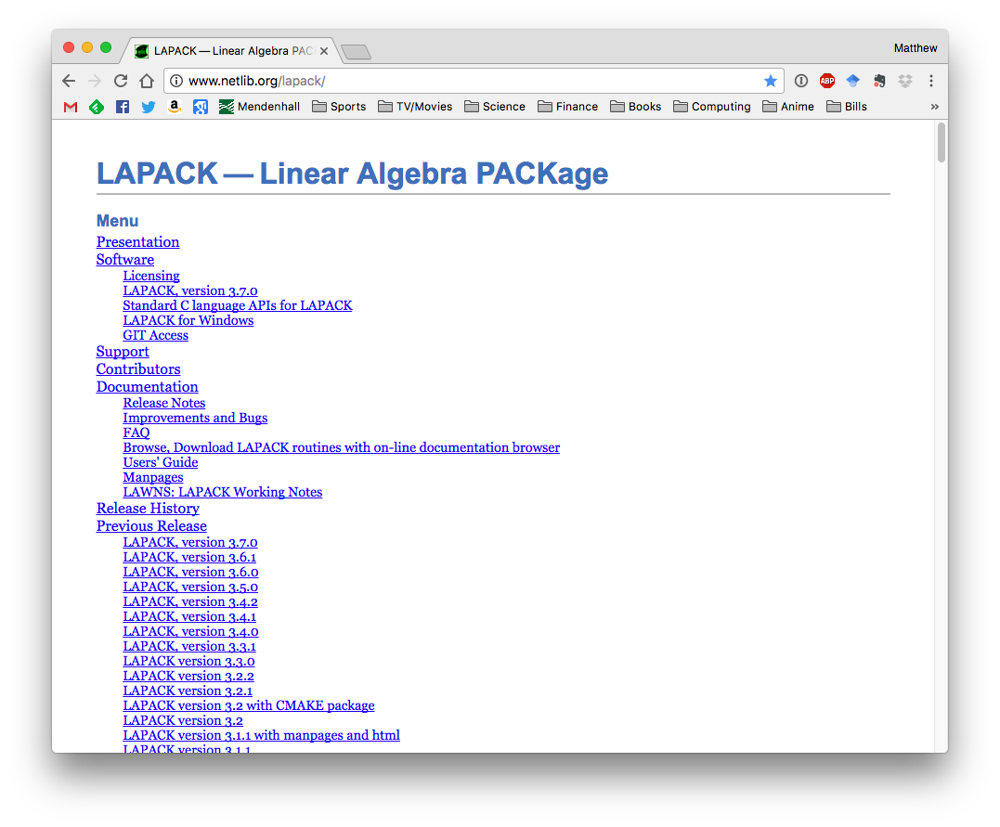 LAPACK — Linear Algebra PAC
Matthew
www.netlib.org/lapack/
ABP
Mendenhall Sports TV/Movies Science Finance Books Computing Anime Bills
LAPACK — Linear Algebra PACKage
Menu
Presentation
Software
Licensing
LAPACK, version 3.7.0
Standard C language APIs for LAPACK
LAPACK for Windows
GIT Access
Support
Contributors
Documentation
Release Notes
Improvements and Bugs
FAQ
Browse, Download LAPACK routines with on-line documentation browser
Users' Guide
Manpages
LAWNS: LAPACK Working Notes
Release History
Previous Release
LAPACK, version 3.7.0
LAPACK, version 3.6.1
LAPACK, version 3.6.0
LAPACK, version 3.5.0
LAPACK, version 3.4.2
LAPACK, version 3.4.1
LAPACK, version 3.4.0
LAPACK, version 3.3.1
LAPACK version 3.3.0
LAPACK version 3.2.2
LAPACK version 3.2.1
LAPACK version 3.2 with CMAKE package
LAPACK version 3.2
LAPACK version 3.1.1 with manpages and html
LAPACK version 3.1.1